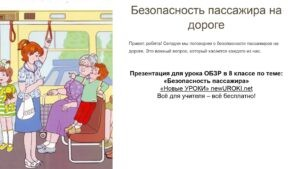 Безопасность пассажира на
дороге
Привет, ребята! Сегодня мы поговорим о безопасности пассажиров на
дороге. Это важный вопрос, который касается каждого из нас.
Презентация для урока ОБЗР в 8 классе по теме:
«Безопасность пассажира»
«Новые УРОКИ» newUROKI.net
Всё для учителя – всё бесплатно!